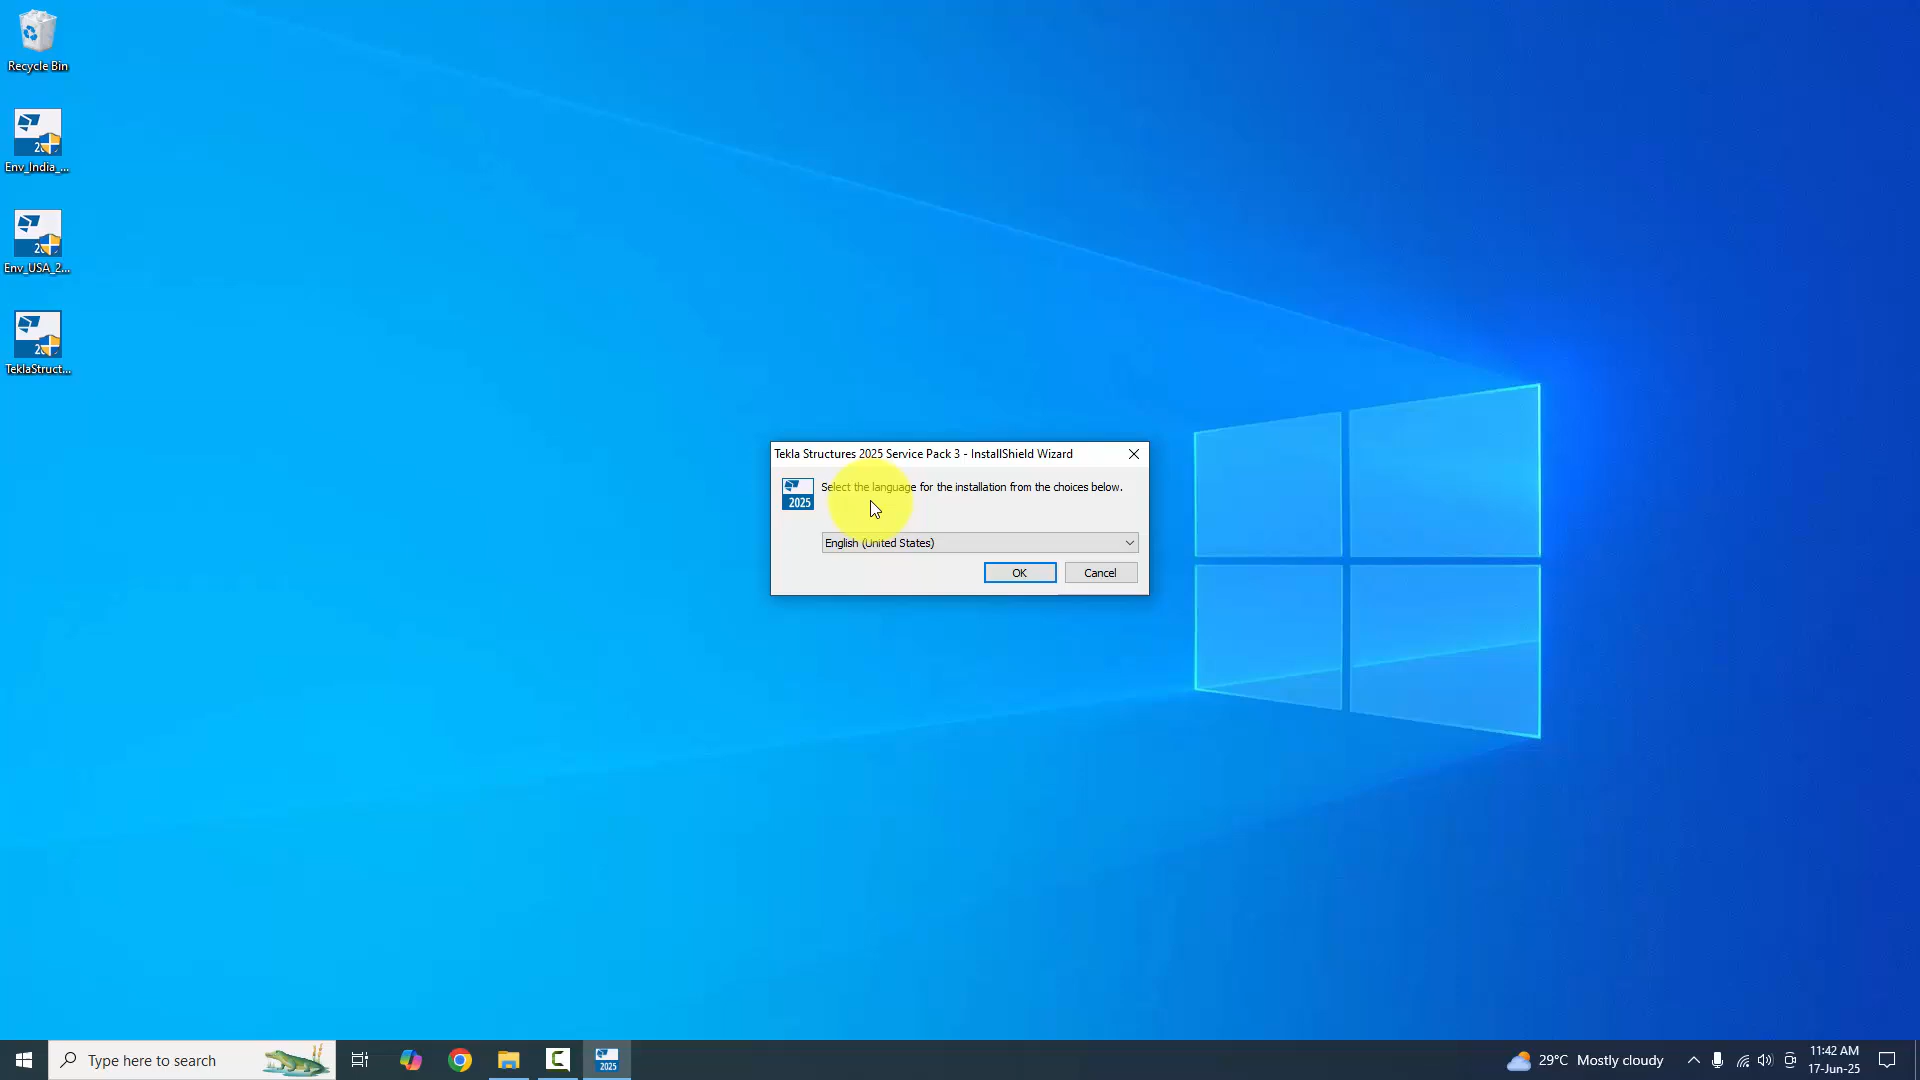 Recycle Bin
Env_India_...
Env_USA_2...
TeklaStruct...
Tekla Structures 2025 Service Pack 3 - InstallShield Wizard
2025
Select the language for the installation from the choices below.
English (United States)
OK
Cancel
Type here to search
2025
29°C Mostly cloudy
11:42 AM
17-Jun-25